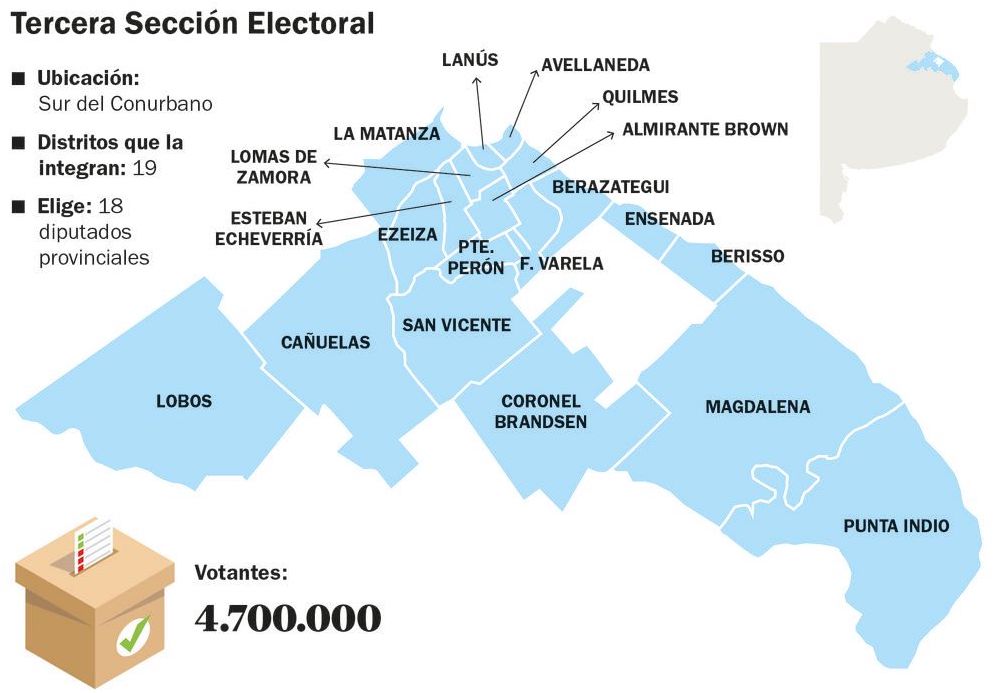 Tercera Sección Electoral
Ubicación:
Sur del Conurbano
Distritos que la
integran: 19
Elige: 18
diputados
provinciales
LANÚS
AVELLANEDA
QUILMES
ALMIRANTE BROWN
LA MATANZA
LOMAS DE
ZAMORA
BERAZATEGUI
ESTEBAN
ECHEVERRÍA
EZEIZA
ENSENADA
PTE.
PERÓN
F. VARELA
BERISSO
SAN VICENTE
CAÑUELAS
LOBOS
CORONEL
BRANDSEN
MAGDALENA
PUNTA INDIO
Votantes:
4.700.000